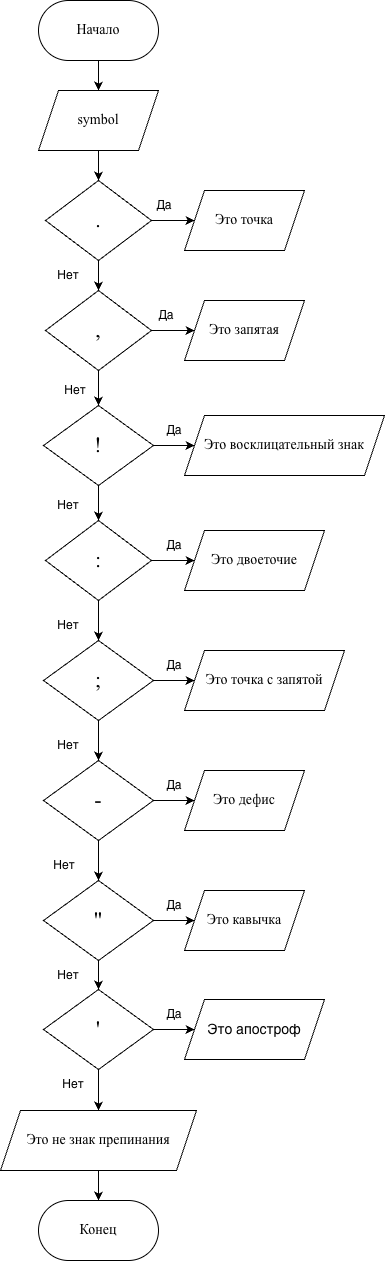 Начало
symbol
.
Да
Это точка
Нет
,
Да
Это запятая
Нет
!
Да
Это восклицательный знак
Нет
:
Да
Это двоеточие
Нет
;
Да
Это точка с запятой
Нет
-
Да
Это дефис
Нет
"
Да
Это кавычка
Нет
'
Да
Это апостроф
Нет
Это не знак препинания
Конец